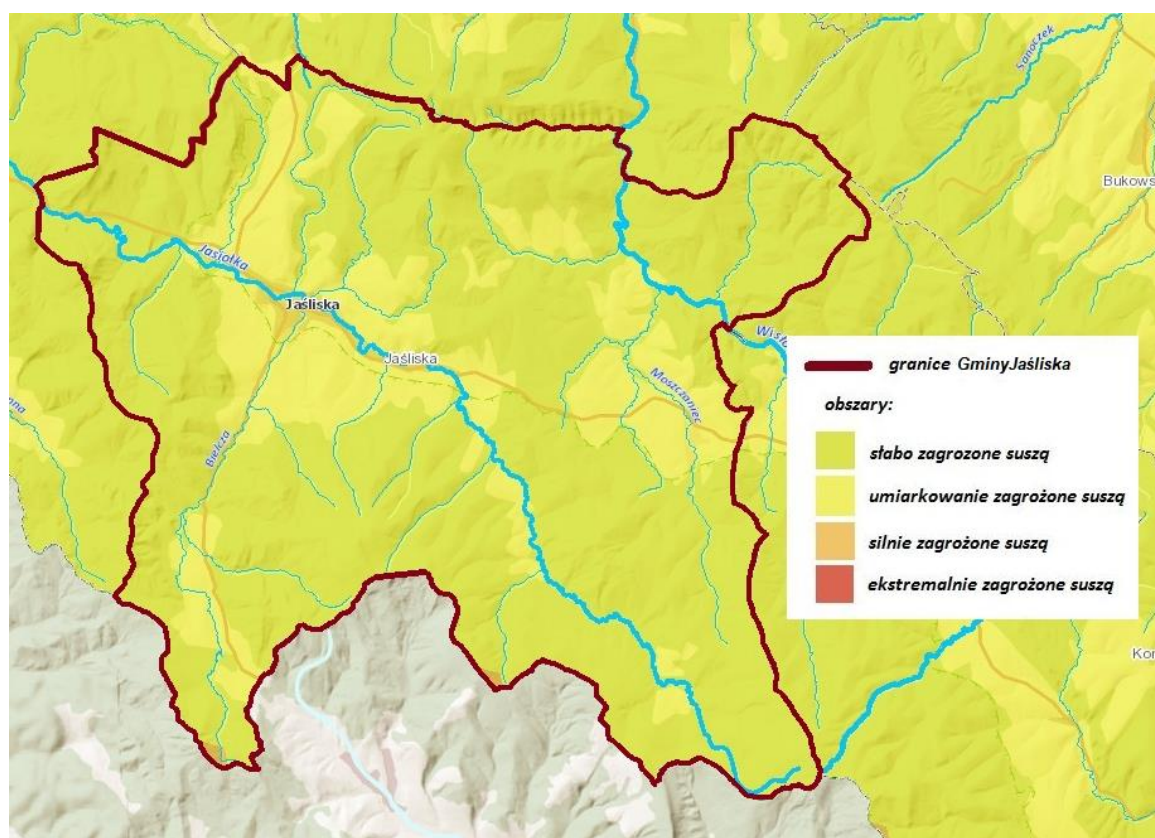 Sanoczek
Bukows
Jasiołka
Jaśliska
Jaśliska
Wisło
Moszczaniec
Bielcza
granice GminyJaśliska
obszary:
słabo zagrozone suszą
umiarkowanie zagrożone suszą
silnie zagrożone suszą
ekstremalnie zagrożone suszą
Kor